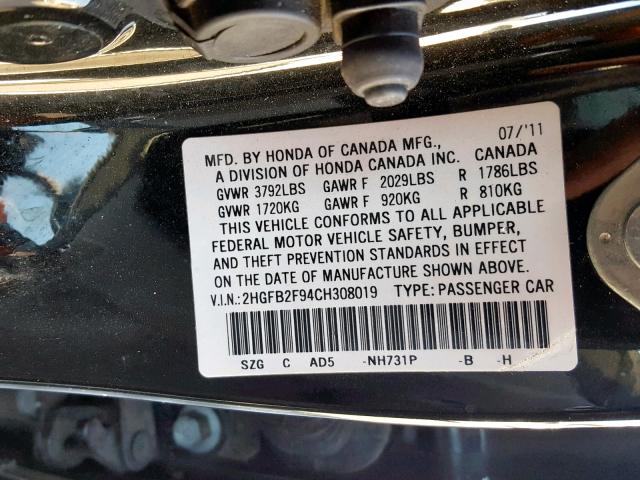 MFD. BY HONDA OF CANADA MFG., 07/'11
A DIVISION OF HONDA CANADA INC. CANADA
GVWR 3792LBS GAWR F 2029LBS R 1786LBS
GVWR 1720KG GAWR F 920KG R 810KG
THIS VEHICLE CONFORMS TO ALL APPLICABLE
FEDERAL MOTOR VEHICLE SAFETY, BUMPER,
AND THEFT PREVENTION STANDARDS IN EFFECT
ON THE DATE OF MANUFACTURE SHOWN ABOVE.
V.I.N.: 2HGFB2F94CH308019 TYPE: PASSENGER CAR
SZG C AD5 -NH731P -B -H